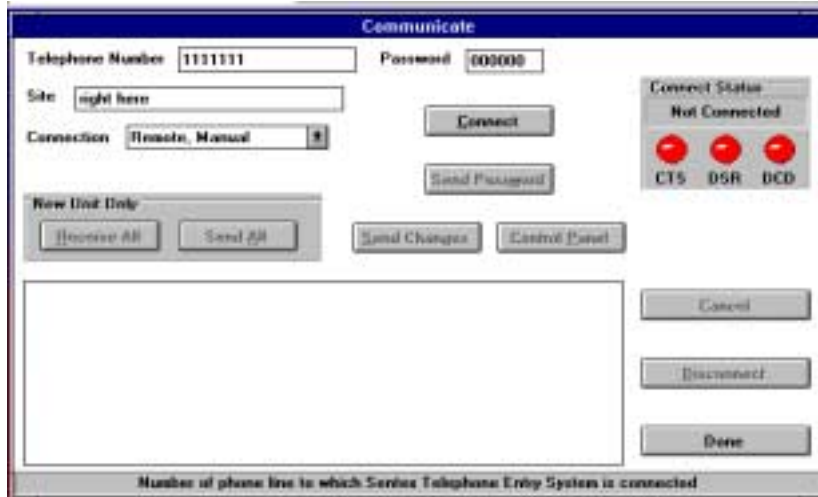 Communicate
Telephone Number 1111111 Password 000000
Site right here
Connection Remote, Manual
Connect
Send Password
Connect Status
Not Connected
CTS DSR DCD
New Unit Only
Receive All Send All
Send Changes Control Panel
Cancel
Disconnect
Done
Number of phone line to which Sentex Telephone Entry System is connected